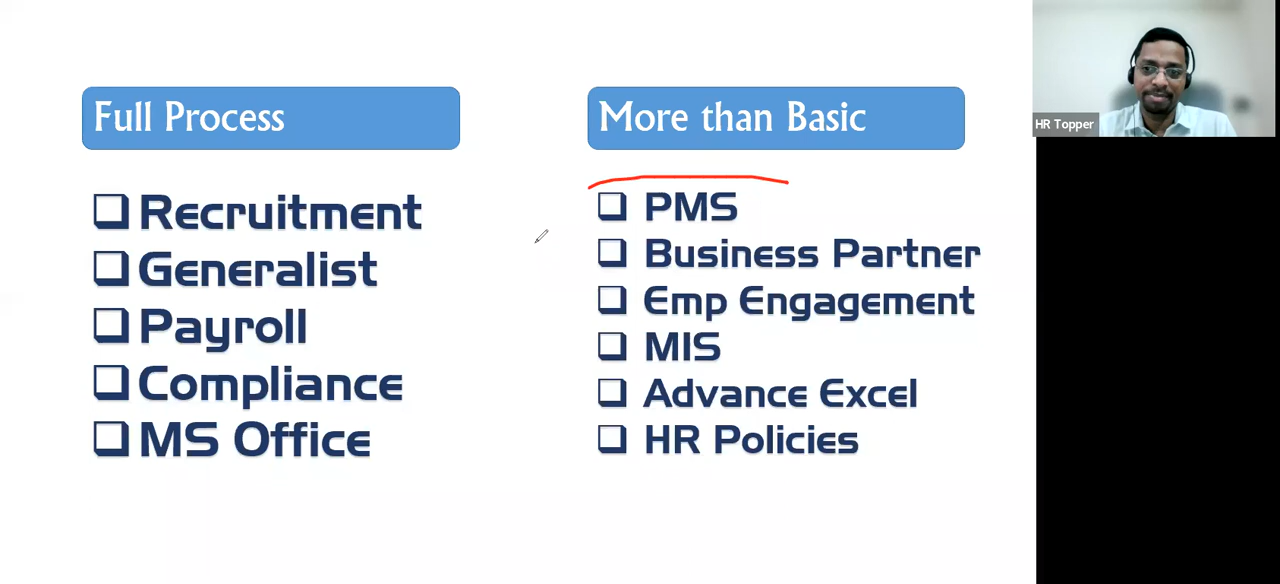 Full Process
Recruitment
Generalist
Payroll
Compliance
MS Office
More than Basic
PMS
Business Partner
Emp Engagement
MIS
Advance Excel
HR Policies
HR Topper